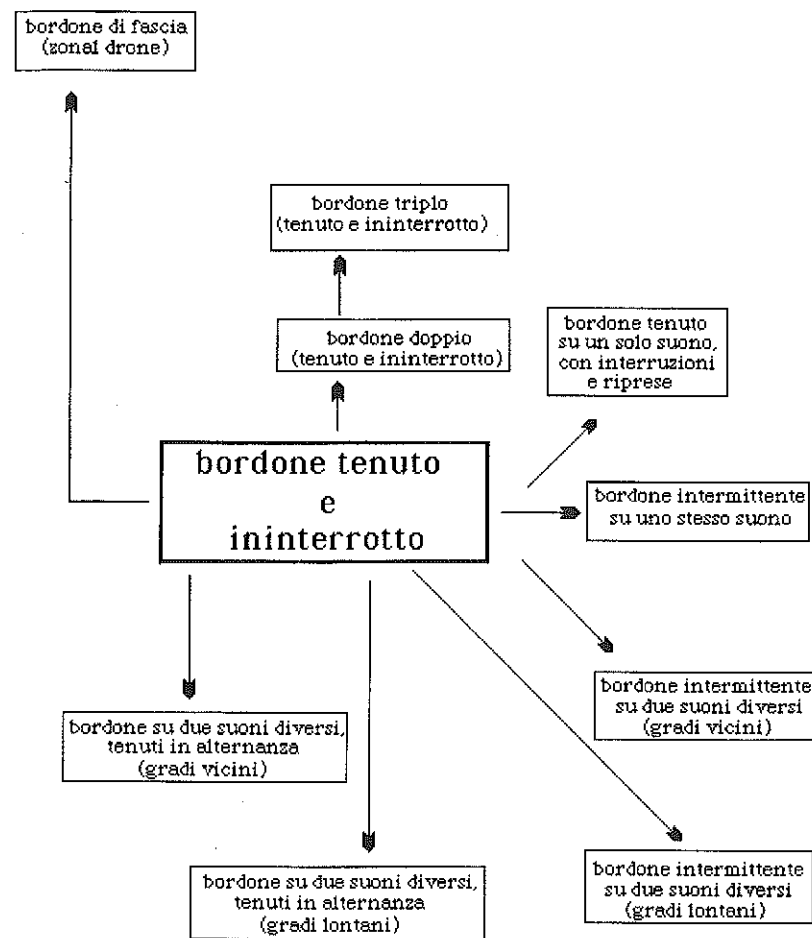 bordone di fascia
(zonal drone)
bordone triplo
(tenuto e ininterrotto)
bordone doppio
(tenuto e ininterrotto)
bordone tenuto
su un solo suono,
con interruzioni
e riprese
bordone tenuto
e
ininterrotto
bordone intermittente
su uno stesso suono
bordone intermittente
su due suoni diversi
(gradi vicini)
bordone su due suoni diversi,
tenuti in alternanza
(gradi vicini)
bordone su due suoni diversi,
tenuti in alternanza
(gradi lontani)
bordone intermittente
su due suoni diversi
(gradi lontani)